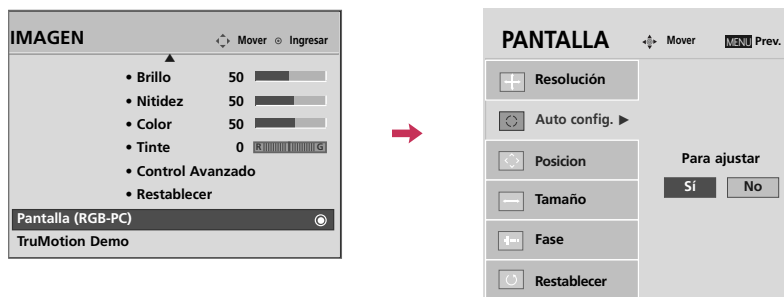 IMAGEN Mover Ingresar
• Brillo 50
• Nitidez 50
• Color 50
• Tinte 0 R G
• Control Avanzado
• Restablecer
Pantalla (RGB-PC)
TruMotion Demo
PANTALLA Mover MENU Prev.
Resolución
Auto config. ▶
Posicion
Tamaño
Fase
Restablecer
Para ajustar
Sí No